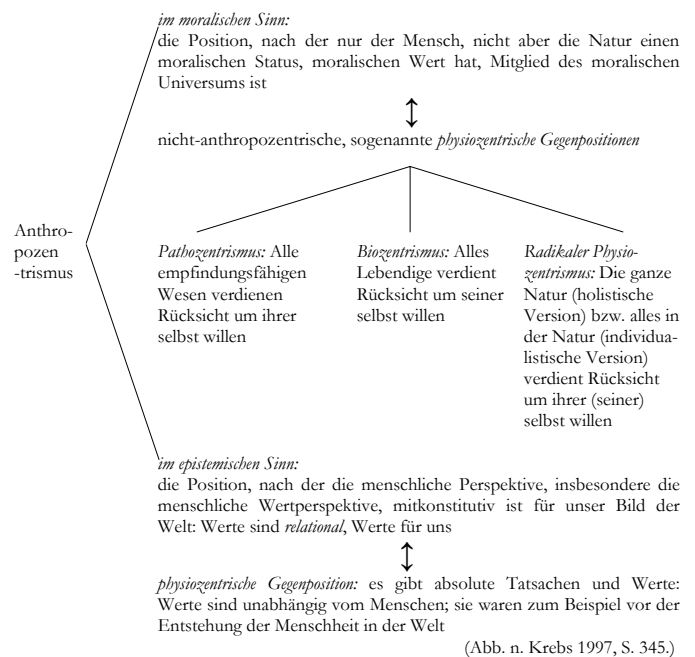 im moralischen Sinn:
die Position, nach der nur der Mensch, nicht aber die Natur einen
moralischen Status, moralischen Wert hat, Mitglied des moralischen
Universums ist
nicht-anthropozentrische, sogenannte physiozentrische Gegenpositionen
Anthro-
pozen
-trismus
Pathozentrismus: Alle
empfindungsfähigen
Wesen verdienen
Rücksicht um ihrer
selbst willen
Biozentrismus: Alles
Lebendige verdient
Rücksicht um seiner
selbst willen
Radikaler Physio-
zentrismus: Die ganze
Natur (holistische
Version) bzw. alles in
der Natur (individua-
listische Version)
verdient Rücksicht
um ihrer (seiner)
selbst willen
im epistemischen Sinn:
die Position, nach der die menschliche Perspektive, insbesondere die
menschliche Wertperspektive, mitkonstitutiv ist für unser Bild der
Welt: Werte sind relational, Werte für uns
physiozentrische Gegenposition: es gibt absolute Tatsachen und Werte:
Werte sind unabhängig vom Menschen; sie waren zum Beispiel vor der
Entstehung der Menschheit in der Welt
(Abb. n. Krebs 1997, S. 345.)